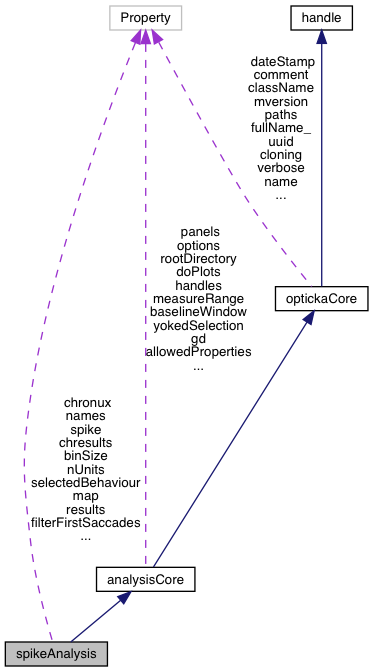 Property
handle
dateStamp
comment
className
mversion
paths
fullName_
uuid
cloning
verbose
name
...
panels
options
rootDirectory
doPlots
handles
measureRange
baselineWindow
yokedSelection
gd
allowedProperties
...
optickaCore
chronux
names
spike
chresults
binSize
nUnits
selectedBehaviour
map
results
filterFirstSaccades
...
analysisCore
spikeAnalysis